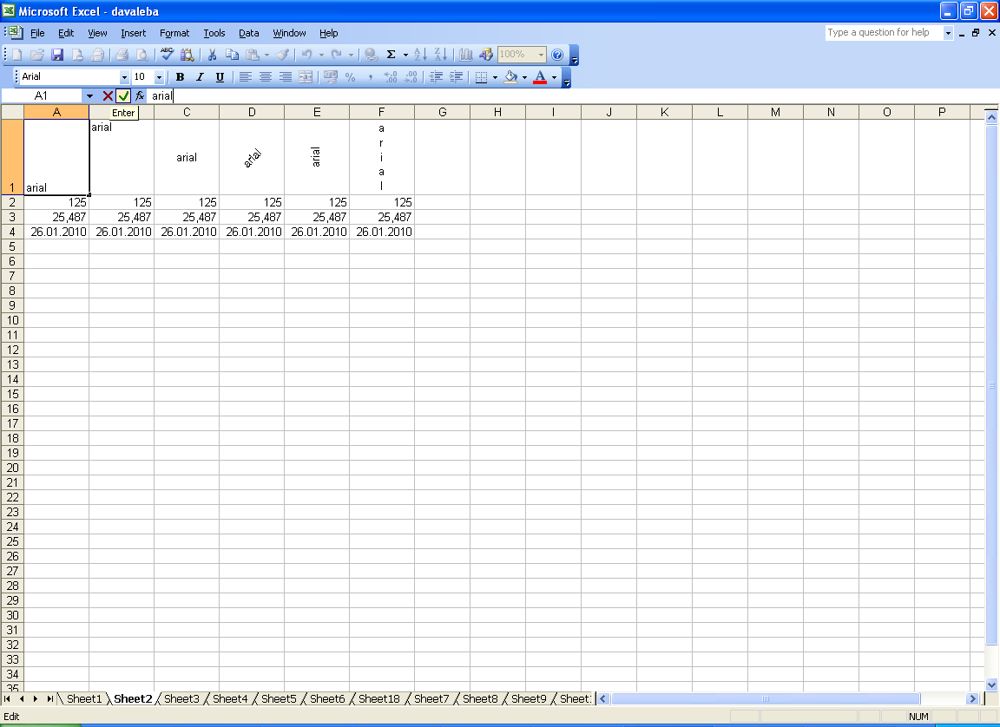 Microsoft Excel - davaleba
File Edit View Insert Format Tools Data Window Help
Type a question for help
100%
Arial 10 B I U
A1 fx arial
Enter
A C D E F G H I J K L M N O P
1 arial arial arial arial arial arial
2 125 125 125 125 125 125
3 25,487 25,487 25,487 25,487 25,487 25,487
4 26.01.2010 26.01.2010 26.01.2010 26.01.2010 26.01.2010 26.01.2010
5
6
7
8
9
10
11
12
13
14
15
16
17
18
19
20
21
22
23
24
25
26
27
28
29
30
31
32
33
34
35
Sheet1 Sheet2 Sheet3 Sheet4 Sheet5 Sheet6 Sheet18 Sheet7 Sheet8 Sheet9 Sheet
Edit NUM